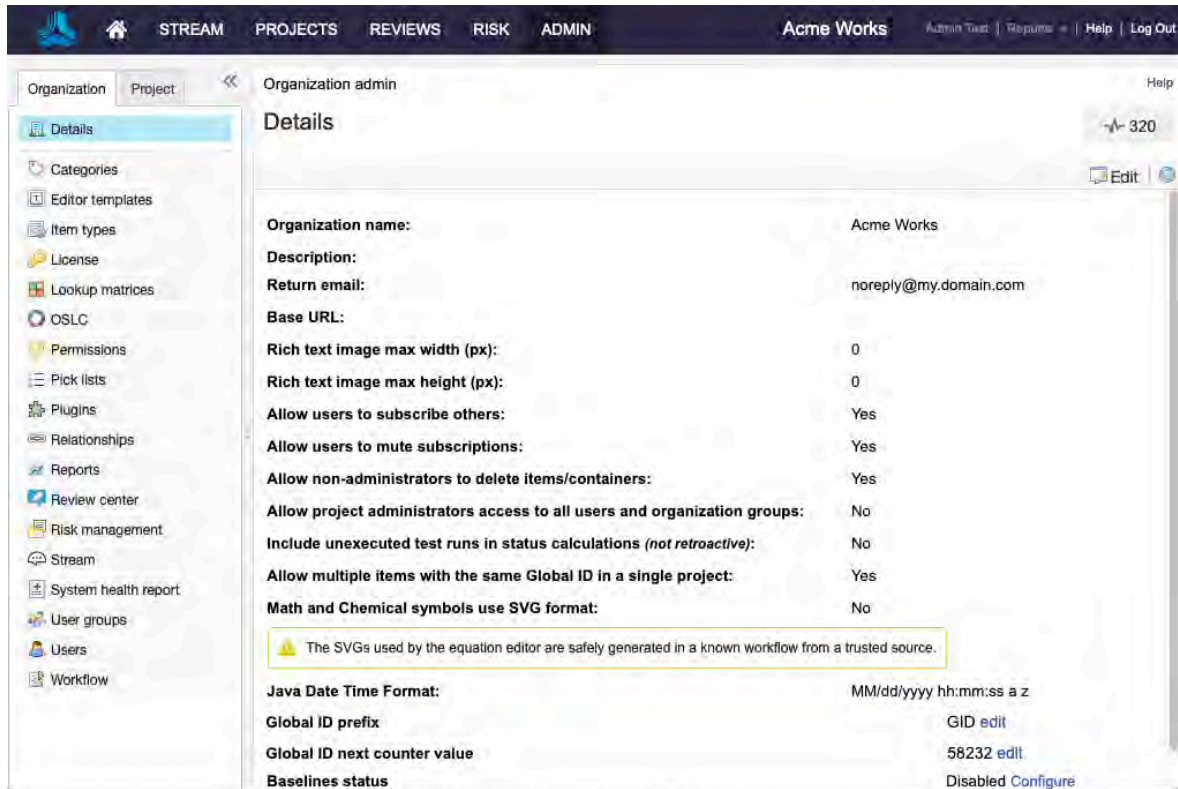 STREAM PROJECTS REVIEWS RISK ADMIN Acme Works Admin Test | Reports | Help | Log Out
Organization Project
Details
Categories
Editor templates
Item types
License
Lookup matrices
OSLC
Permissions
Pick lists
Plugins
Relationships
Reports
Review center
Risk management
Stream
System health report
User groups
Users
Workflow
Organization admin Help
Details 320
Edit
Organization name: Acme Works
Description:
Return email: noreply@my.domain.com
Base URL:
Rich text image max width (px): 0
Rich text image max height (px): 0
Allow users to subscribe others: Yes
Allow users to mute subscriptions: Yes
Allow non-administrators to delete items/containers: Yes
Allow project administrators access to all users and organization groups: No
Include unexecuted test runs in status calculations (not retroactive): No
Allow multiple items with the same Global ID in a single project: Yes
Math and Chemical symbols use SVG format: No
The SVGs used by the equation editor are safely generated in a known workflow from a trusted source.
Java Date Time Format: MM/dd/yyyy hh:mm:ss a z
Global ID prefix GID edit
Global ID next counter value 58232 edit
Baselines status Disabled Configure